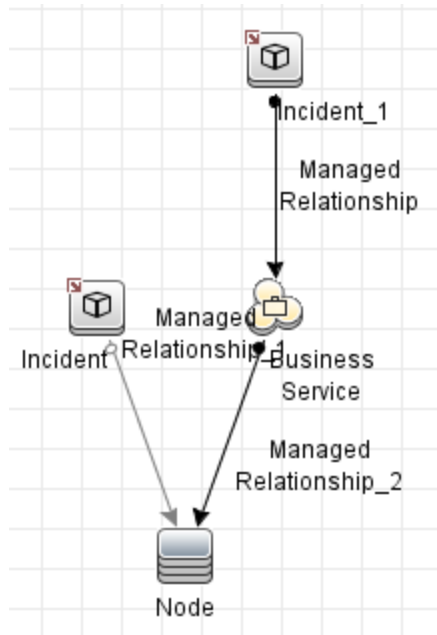 Incident_1
Managed
Relationship
Managed
Relationship_1
Incident
Business
Service
Managed
Relationship_2
Node